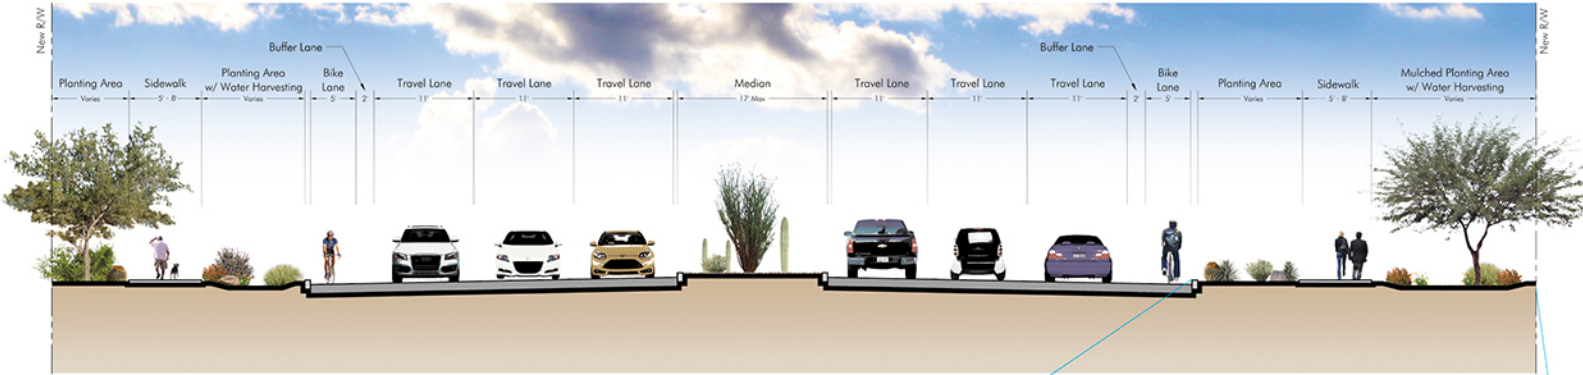 New R/W
Buffer Lane
Buffer Lane
New R/W
Planting Area
Sidewalk
Planting Area
w/ Water Harvesting
Bike
Lane
Travel Lane
Travel Lane
Travel Lane
Median
Travel Lane
Travel Lane
Travel Lane
Bike
Lane
Planting Area
Sidewalk
Mulched Planting Area
w/ Water Harvesting
Varies
5' - 8'
Varies
5'
2'
11'
11'
11'
17' Max
11'
11'
11'
2'
5'
Varies
5' - 8'
Varies